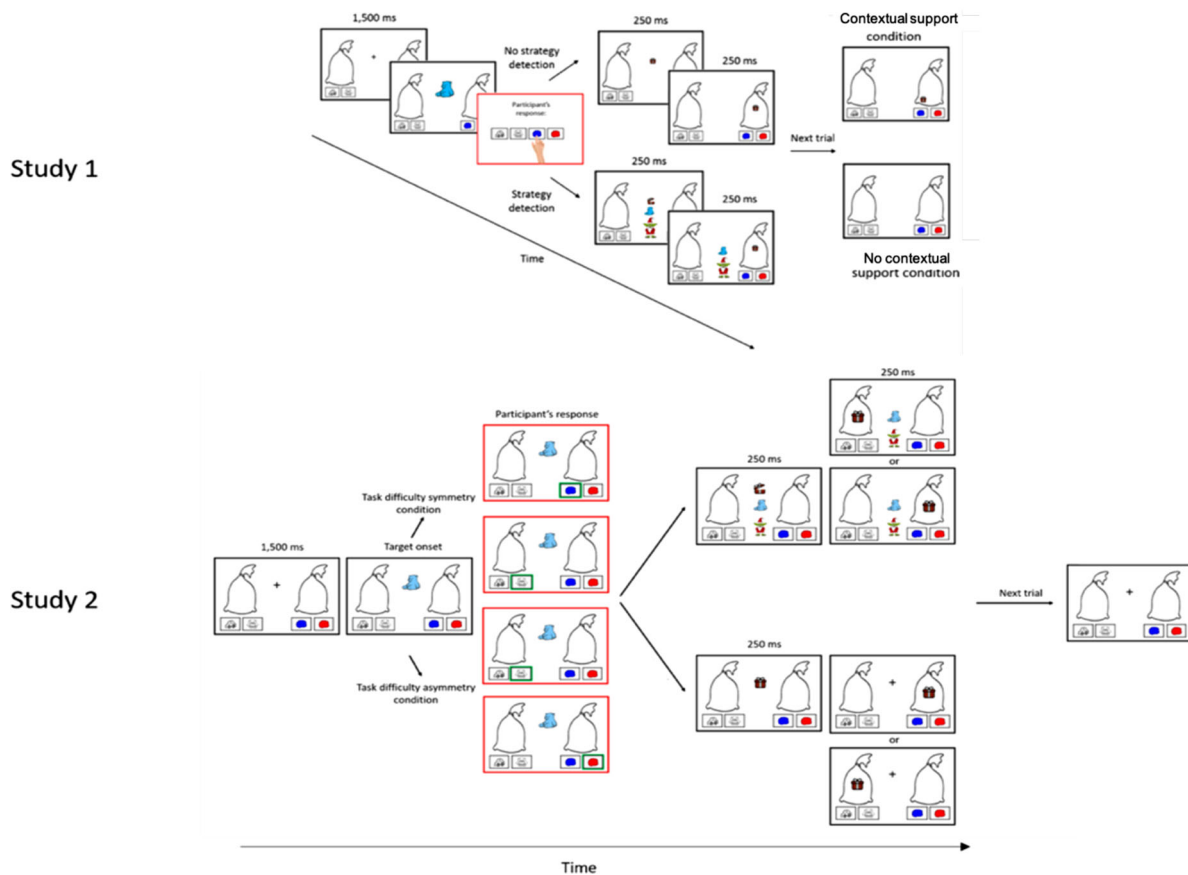 Study 1
1,500 ms
No strategy
detection
Participant's
response:
Strategy
detection
Time
250 ms
250 ms
250 ms
250 ms
Next trial
Contextual support
condition
No contextual
support condition
Study 2
1,500 ms
Target onset
Task difficulty symmetry
condition
Task difficulty asymmetry
condition
Participant's response
250 ms
250 ms
or
250 ms
or
Next trial
Time